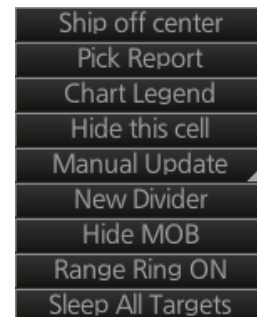 Ship off center
Pick Report
Chart Legend
Hide this cell
Manual Update
New Divider
Hide MOB
Range Ring ON
Sleep All Targets